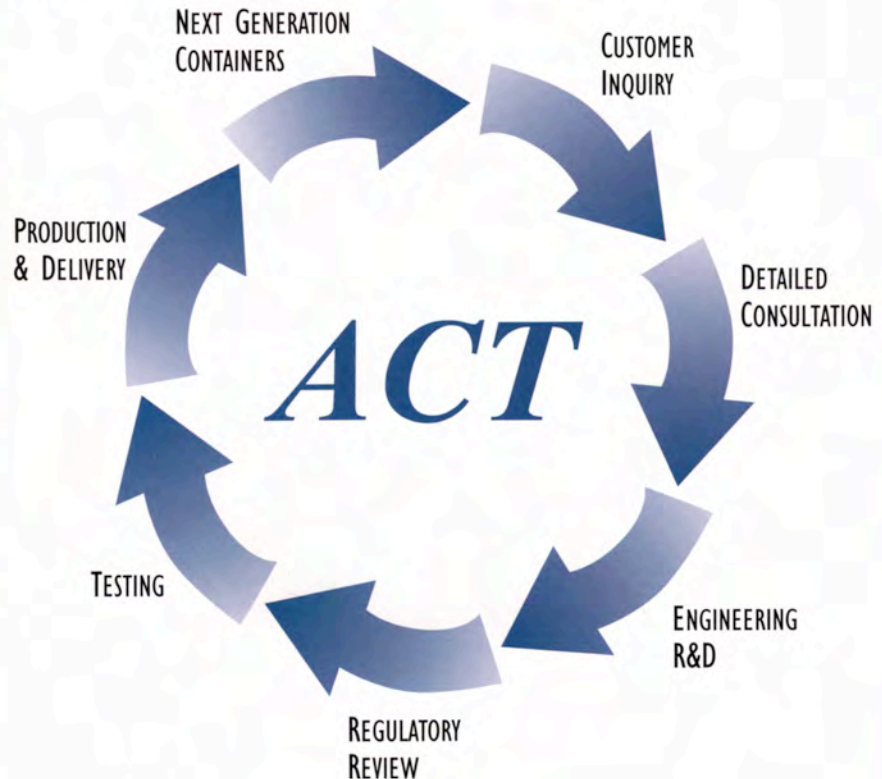 NEXT GENERATION
CONTAINERS
CUSTOMER
INQUIRY
DETAILED
CONSULTATION
ENGINEERING
R&D
REGULATORY
REVIEW
TESTING
PRODUCTION
& DELIVERY
ACT